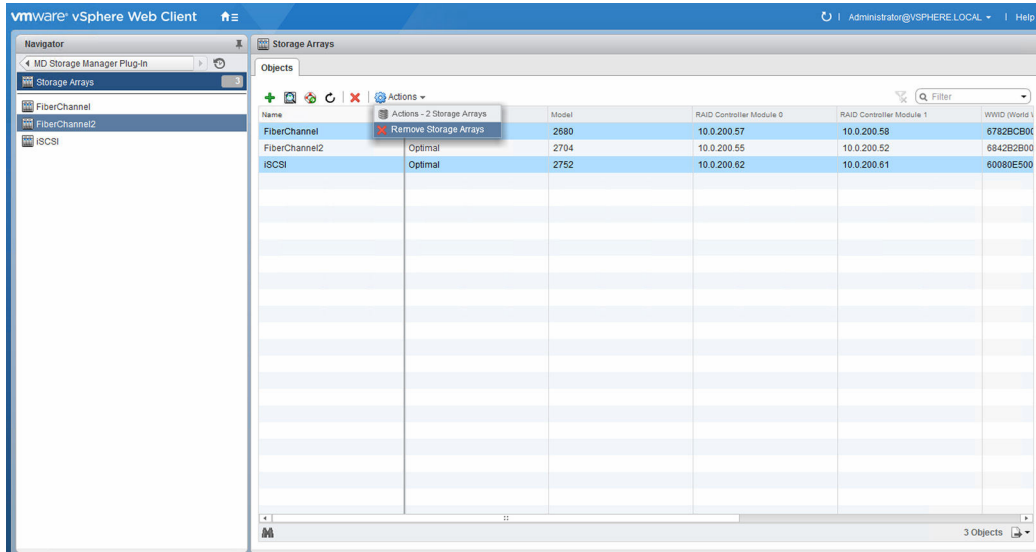 vmware® vSphere Web Client
Administrator@VSPHERE.LOCAL
Help
Navigator
MD Storage Manager Plug-In
Storage Arrays 3
FiberChannel
FiberChannel2
iSCSI
Storage Arrays
Objects
Actions
Filter
Actions - 2 Storage Arrays
Remove Storage Arrays
Name Model RAID Controller Module 0 RAID Controller Module 1 WWID (World
FiberChannel 2680 10.0.200.57 10.0.200.58 6782BCB00
FiberChannel2 Optimal 2704 10.0.200.55 10.0.200.52 6842B2B00
iSCSI Optimal 2752 10.0.200.62 10.0.200.61 60080E500
3 Objects